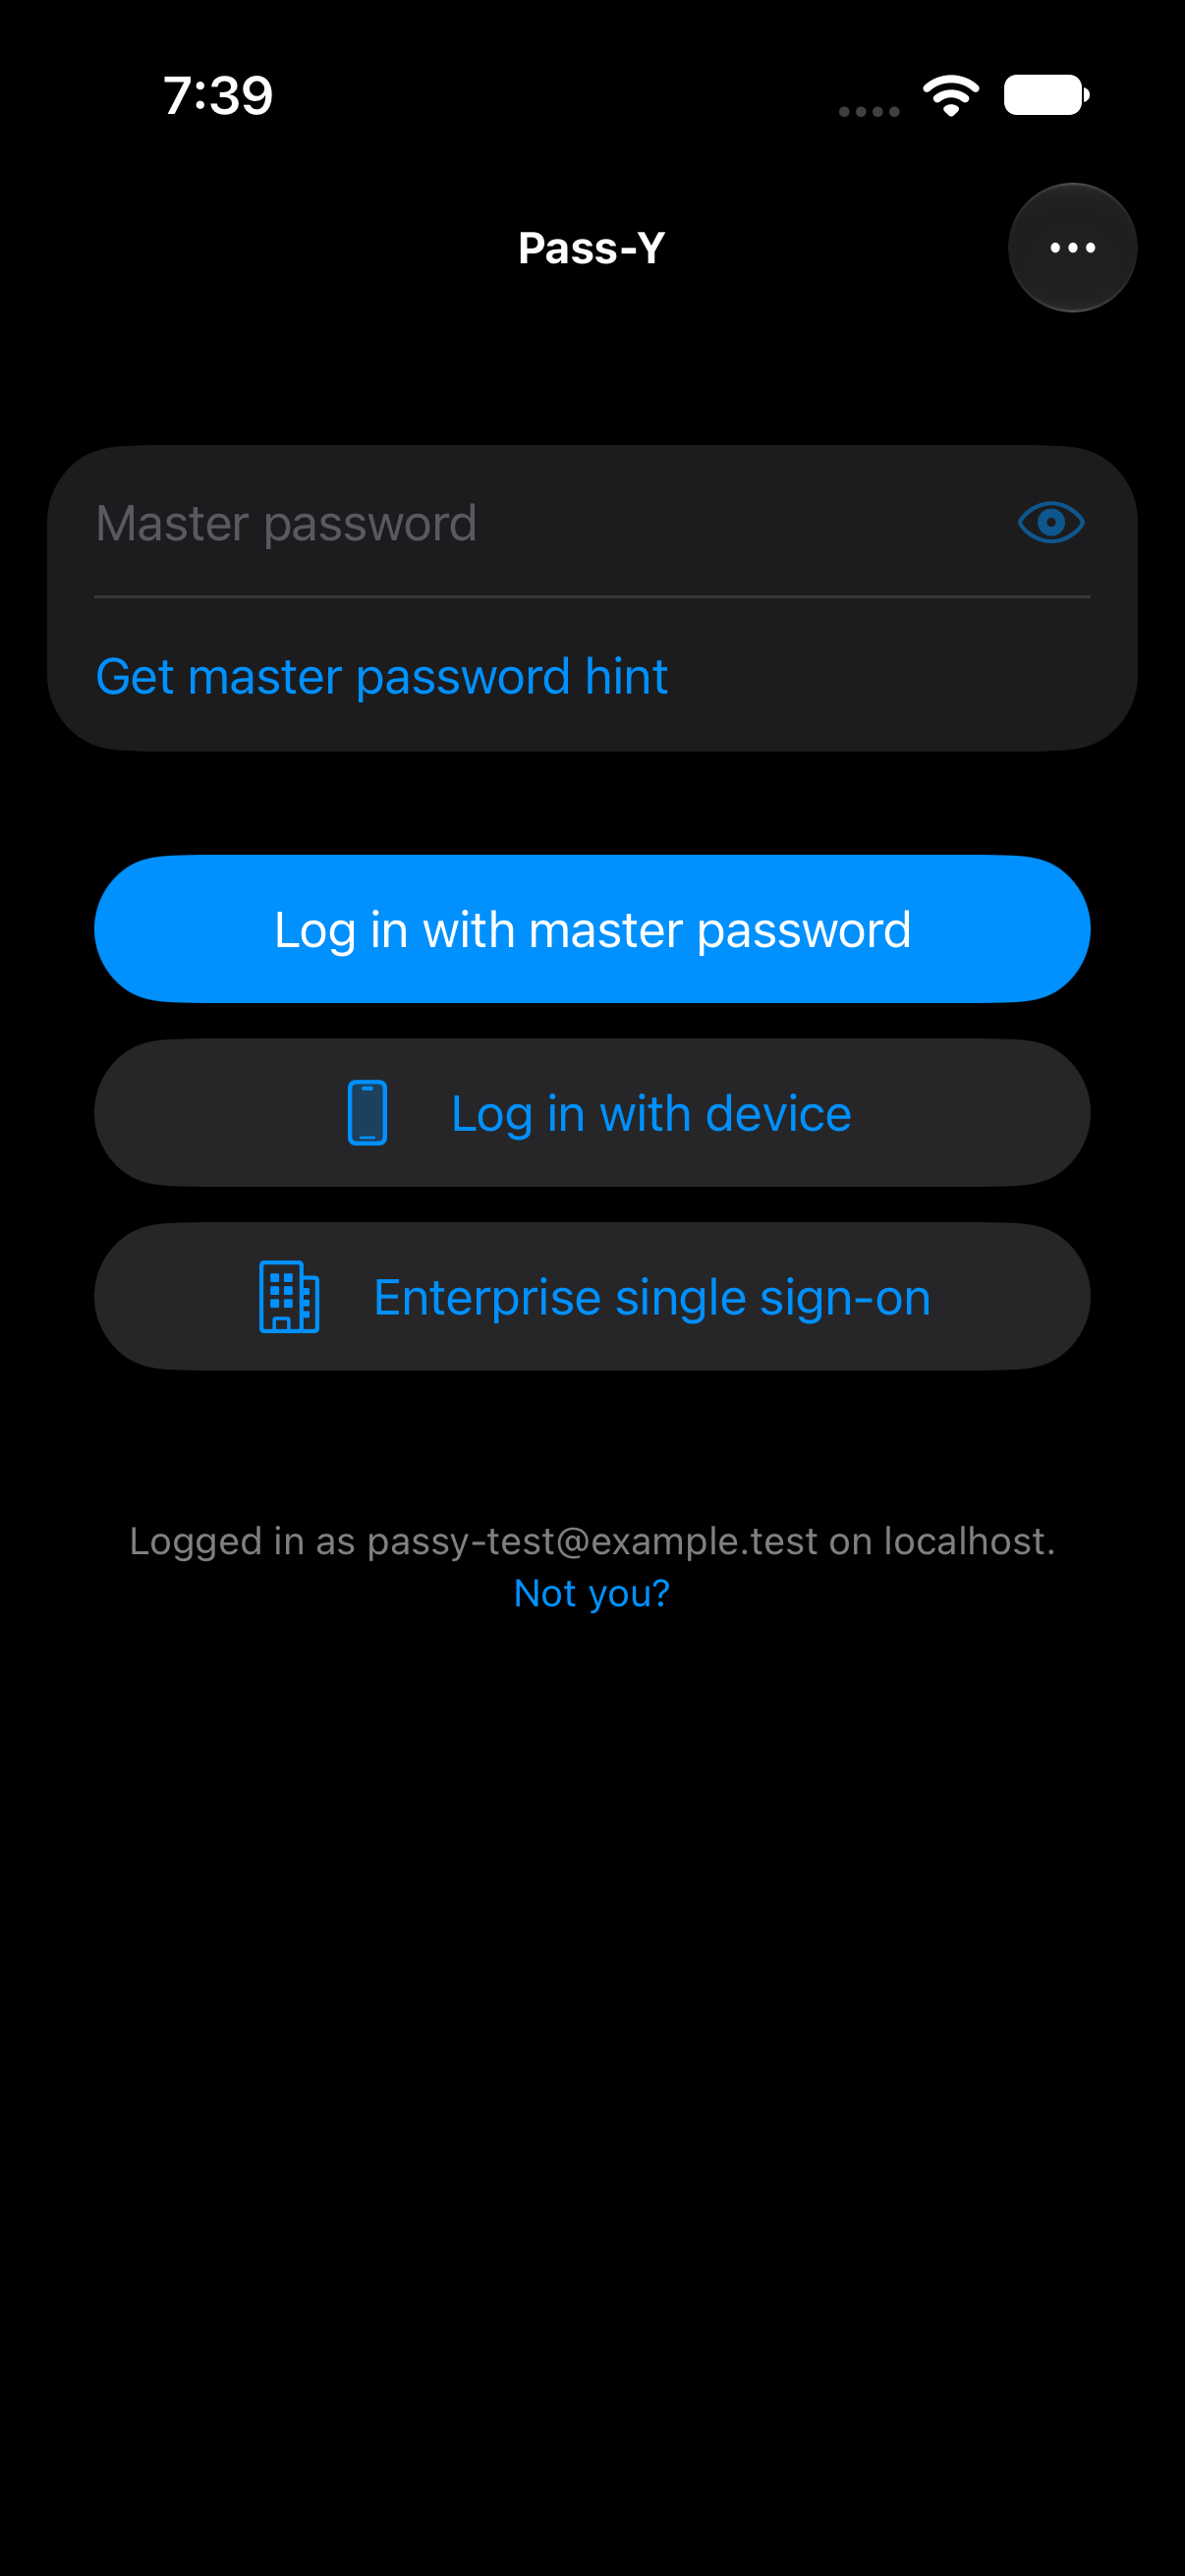 7:39
Pass-Y
Master password
Get master password hint
Log in with master password
Log in with device
Enterprise single sign-on
Logged in as passy-test@example.test on localhost.
Not you?